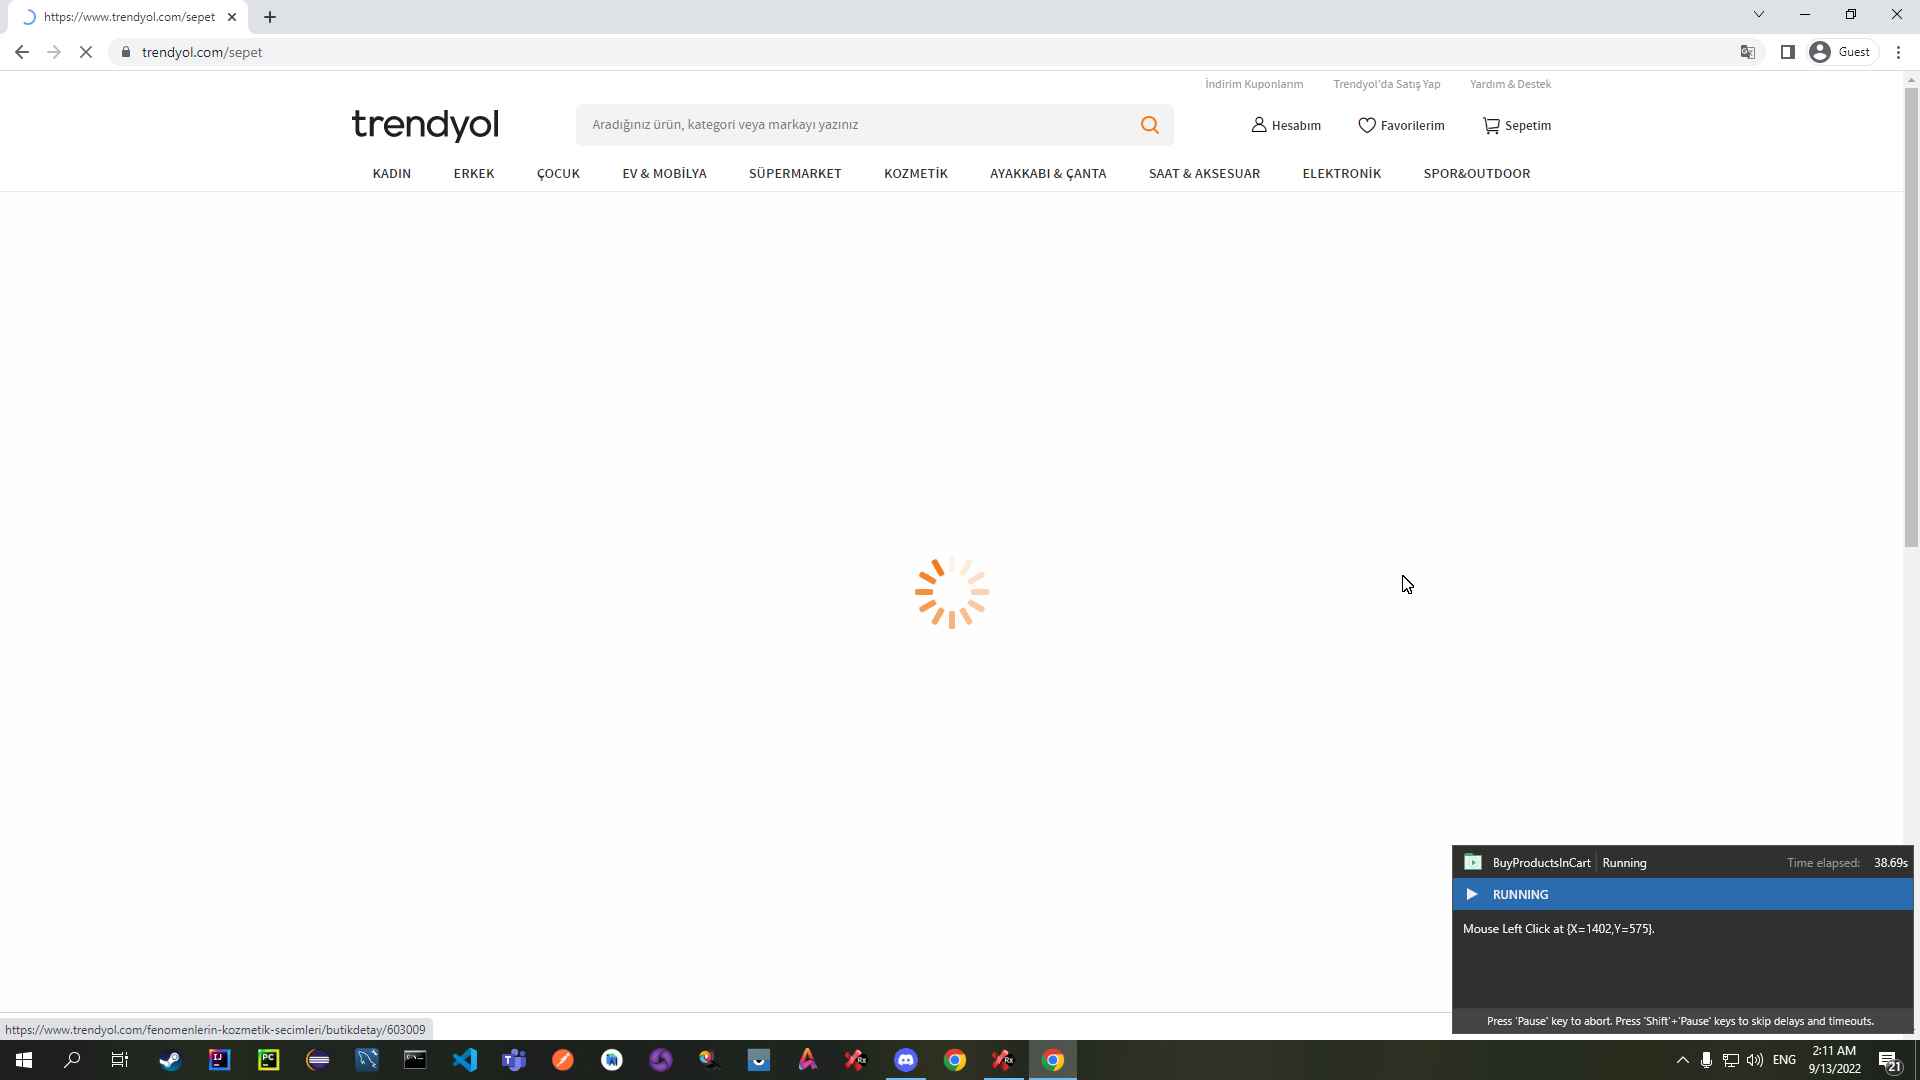 https://www.trendyol.com/sepet
trendyol.com/sepet
Guest
İndirim Kuponlarım
Trendyol'da Satış Yap
Yardım & Destek
trendyol
Aradığınız ürün, kategori veya markayı yazınız
Hesabım
Favorilerim
Sepetim
KADIN
ERKEK
ÇOCUK
EV & MOBİLYA
SÜPERMARKET
KOZMETİK
AYAKKABI & ÇANTA
SAAT & AKSESUAR
ELEKTRONİK
SPOR&OUTDOOR
BuyProductsInCart
Running
Time elapsed: 38.69s
RUNNING
Mouse Left Click at {X=1402,Y=575}.
Press 'Pause' key to abort. Press 'Shift'+'Pause' keys to skip delays and timeouts.
https://www.trendyol.com/fenomenlerin-kozmetik-secimleri/butikdetay/603009
ENG
2:11 AM
9/13/2022
21